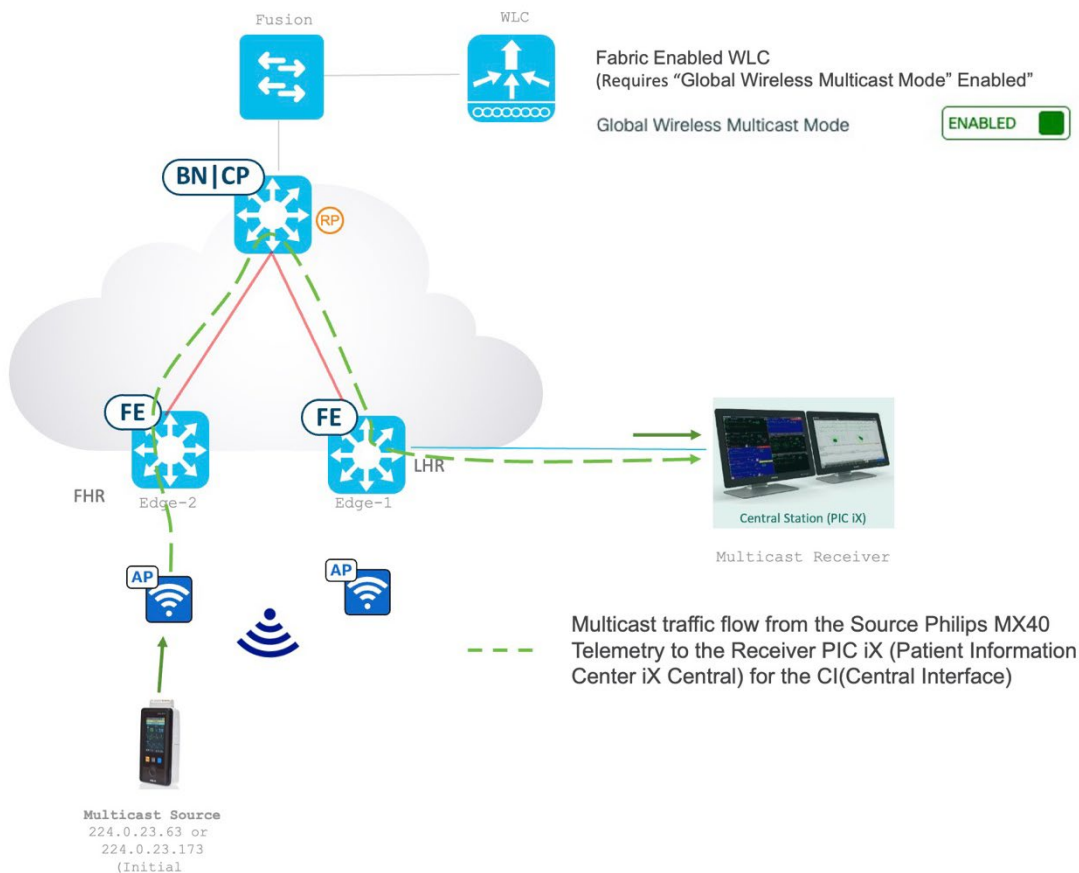 Fusion
WLC
Fabric Enabled WLC
(Requires “Global Wireless Multicast Mode” Enabled”
Global Wireless Multicast Mode
ENABLED
BN|CP
RP
FE
FE
LHR
FHR
Edge-2
Edge-1
Central Station (PIC iX)
Multicast Receiver
AP
AP
Multicast traffic flow from the Source Philips MX40
Telemetry to the Receiver PIC iX (Patient Information
Center iX Central) for the CI(Central Interface)
Multicast Source
224.0.23.63 or
224.0.23.173
(Initial